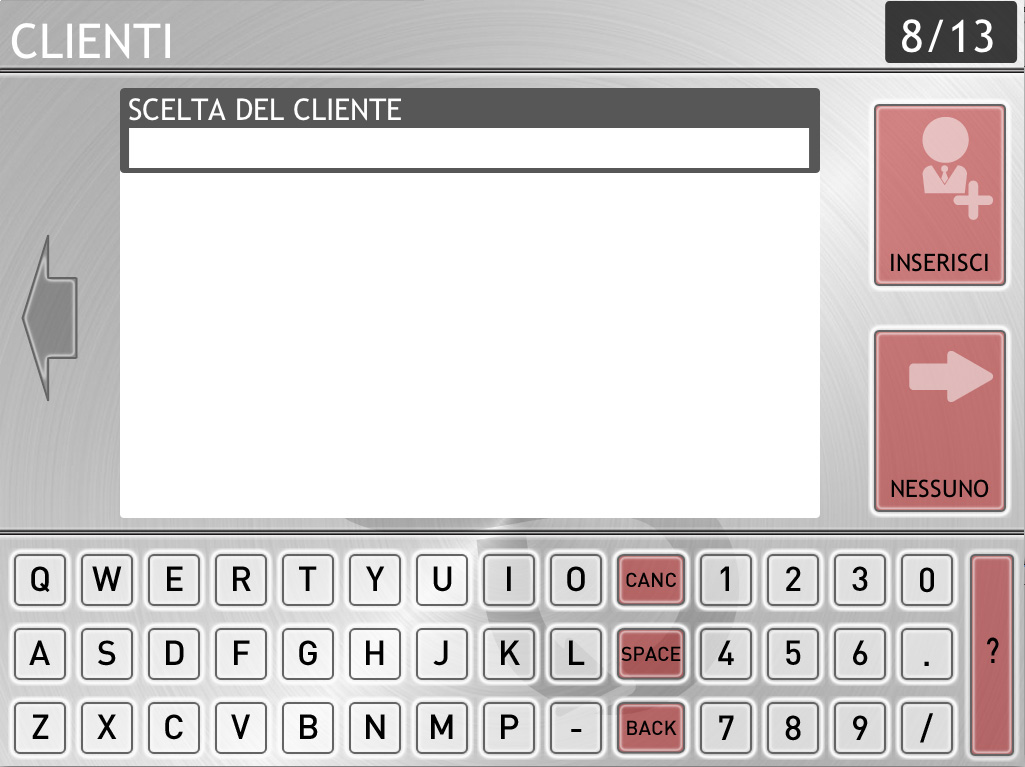 CLIENTI
8/13
SCELTA DEL CLIENTE
INSERISCI
NESSUNO
Q W E R T Y U I O CANC 1 2 3 0
A S D F G H J K L SPACE 4 5 6 . ?
Z X C V B N M P - BACK 7 8 9 /